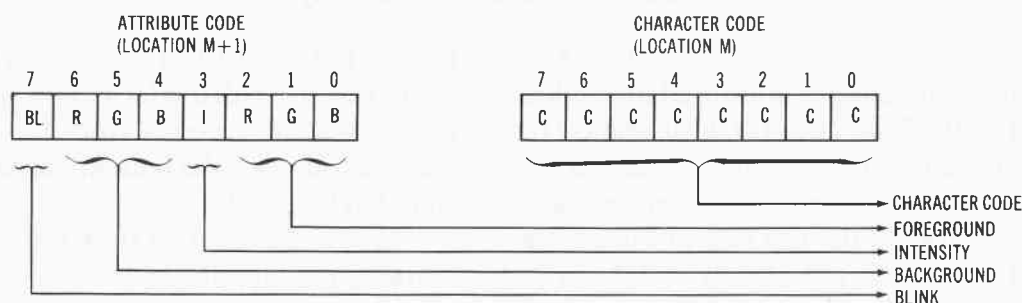 ATTRIBUTE CODE
(LOCATION M+1)
7 6 5 4 3 2 1 0
BL R G B I R G B
CHARACTER CODE
(LOCATION M)
7 6 5 4 3 2 1 0
C C C C C C C C
CHARACTER CODE
FOREGROUND
INTENSITY
BACKGROUND
BLINK